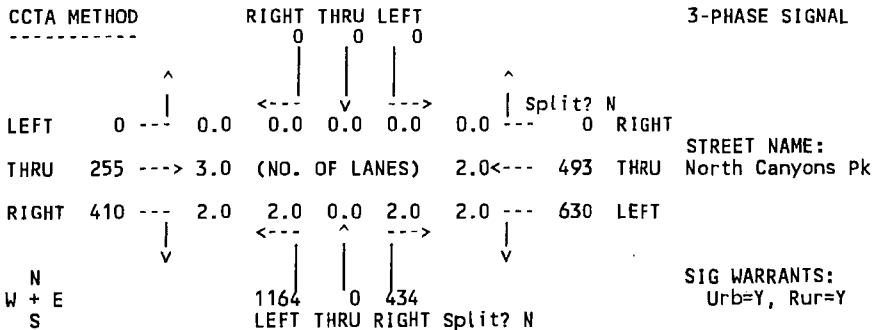 CCTA METHOD RIGHT THRU LEFT 3-PHASE SIGNAL
----------- 0 0 0
^ ^
<--- v ---> Split? N
LEFT 0 --- 0.0 0.0 0.0 0.0 0.0 --- 0 RIGHT
STREET NAME:
THRU 255 ---> 3.0 (NO. OF LANES) 2.0<--- 493 THRU North Canyons Pk
RIGHT 410 --- 2.0 2.0 0.0 2.0 2.0 --- 630 LEFT
<--- ^ --->
v v
N SIG WARRANTS:
W + E 1164 0 434 Urb=Y, Rur=Y
S LEFT THRU RIGHT Split? N